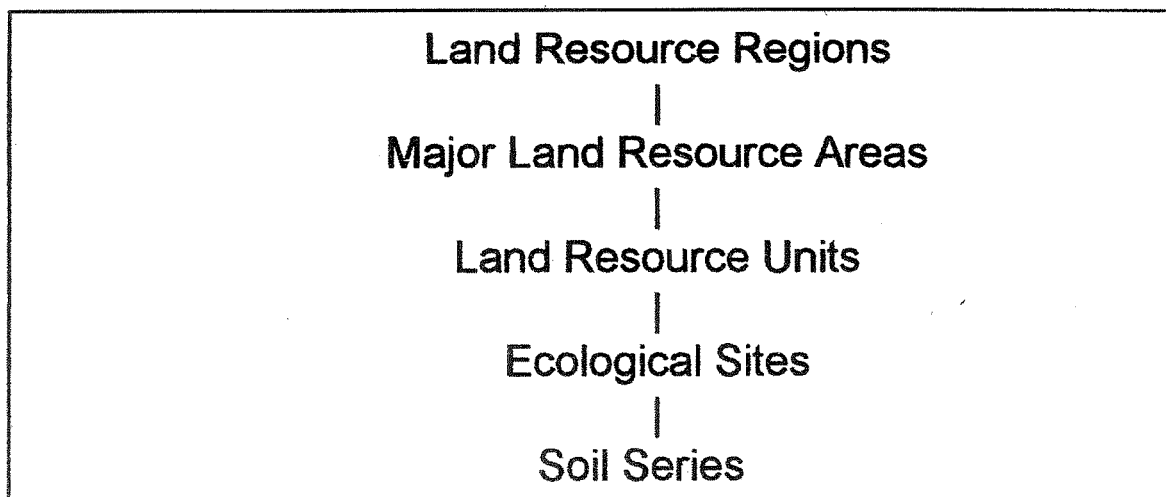 Land Resource Regions
Major Land Resource Areas
Land Resource Units
Ecological Sites
Soil Series